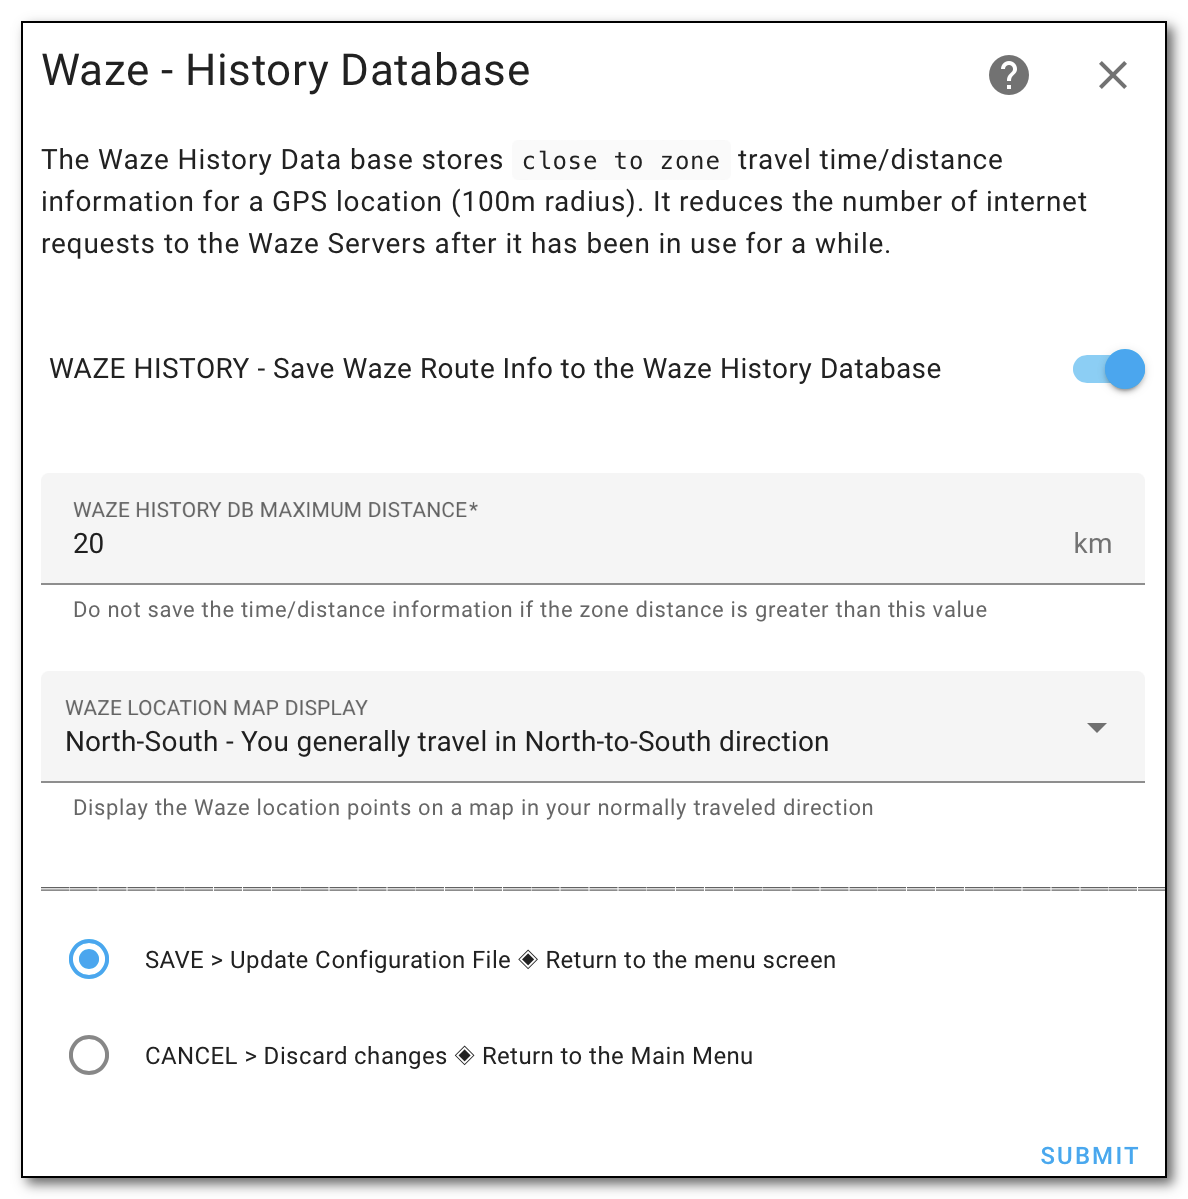 Waze - History Database
The Waze History Data base stores close to zone travel time/distance
information for a GPS location (100m radius). It reduces the number of internet
requests to the Waze Servers after it has been in use for a while.
WAZE HISTORY - Save Waze Route Info to the Waze History Database
WAZE HISTORY DB MAXIMUM DISTANCE*
20 km
Do not save the time/distance information if the zone distance is greater than this value
WAZE LOCATION MAP DISPLAY
North-South - You generally travel in North-to-South direction
Display the Waze location points on a map in your normally traveled direction
SAVE > Update Configuration File ◈ Return to the menu screen
CANCEL > Discard changes ◈ Return to the Main Menu
SUBMIT